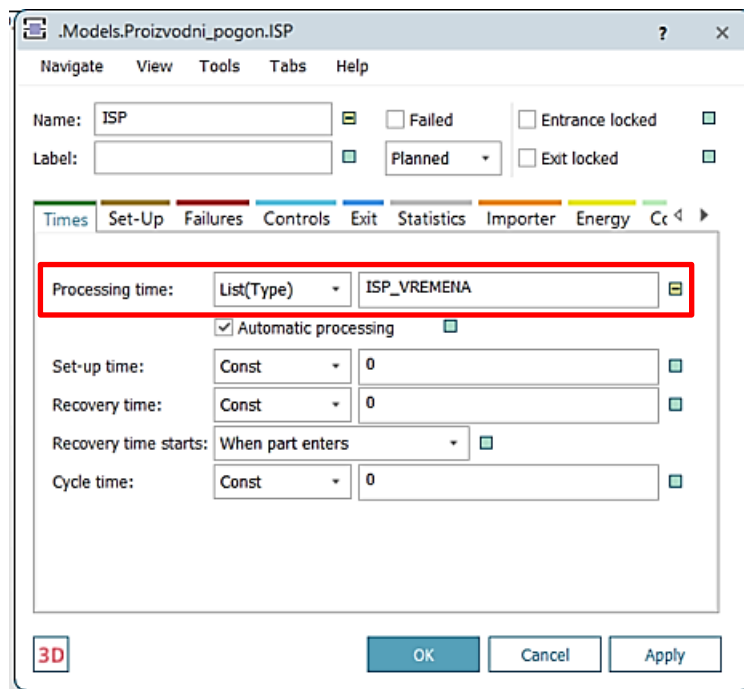 .Models.Proizvodni_pogon.ISP ? ×
Navigate View Tools Tabs Help
Name: ISP Failed Entrance locked
Label: Planned Exit locked
Times Set-Up Failures Controls Exit Statistics Importer Energy
Processing time: List(Type) ISP_VREMENA
Automatic processing
Set-up time: Const 0
Recovery time: Const 0
Recovery time starts: When part enters
Cycle time: Const 0
3D OK Cancel Apply